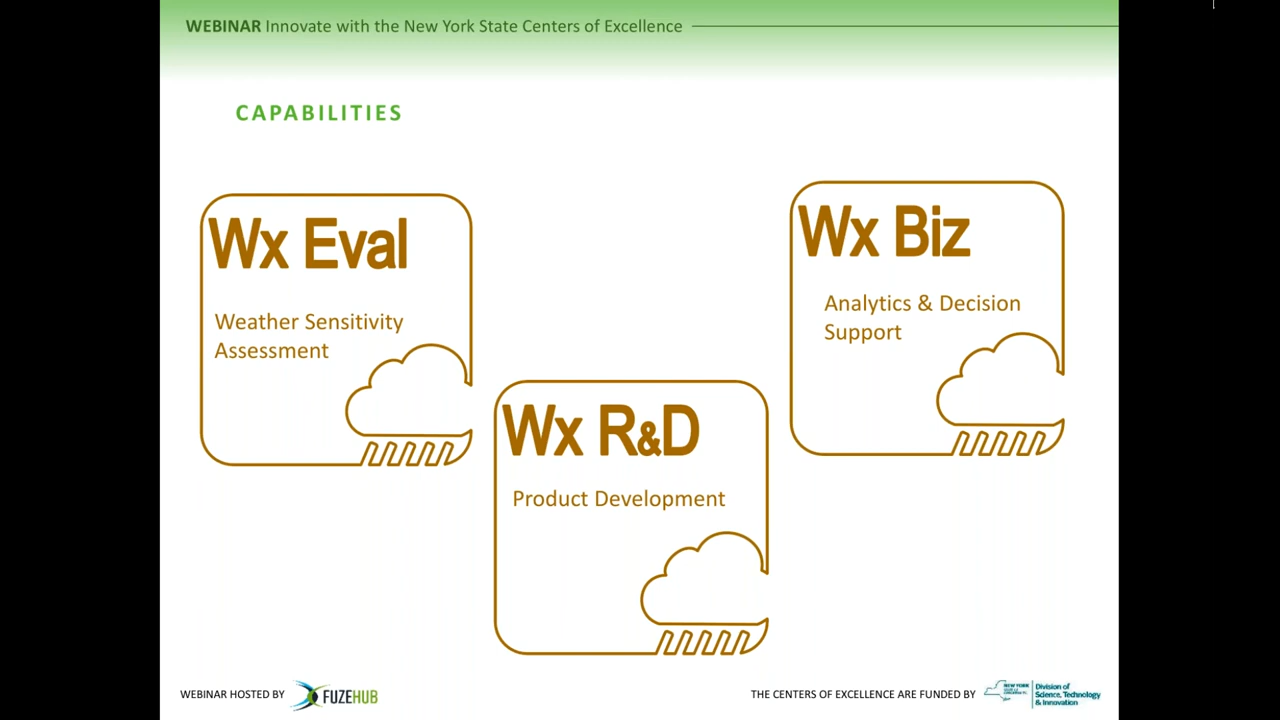 WEBINAR Innovate with the New York State Centers of Excellence
CAPABILITIES
Wx Eval
Weather Sensitivity
Assessment
Wx R&D
Product Development
Wx Biz
Analytics & Decision
Support
WEBINAR HOSTED BY FUZEHUB
THE CENTERS OF EXCELLENCE ARE FUNDED BY
NEW YORK
Division of
Science, Technology
& Innovation